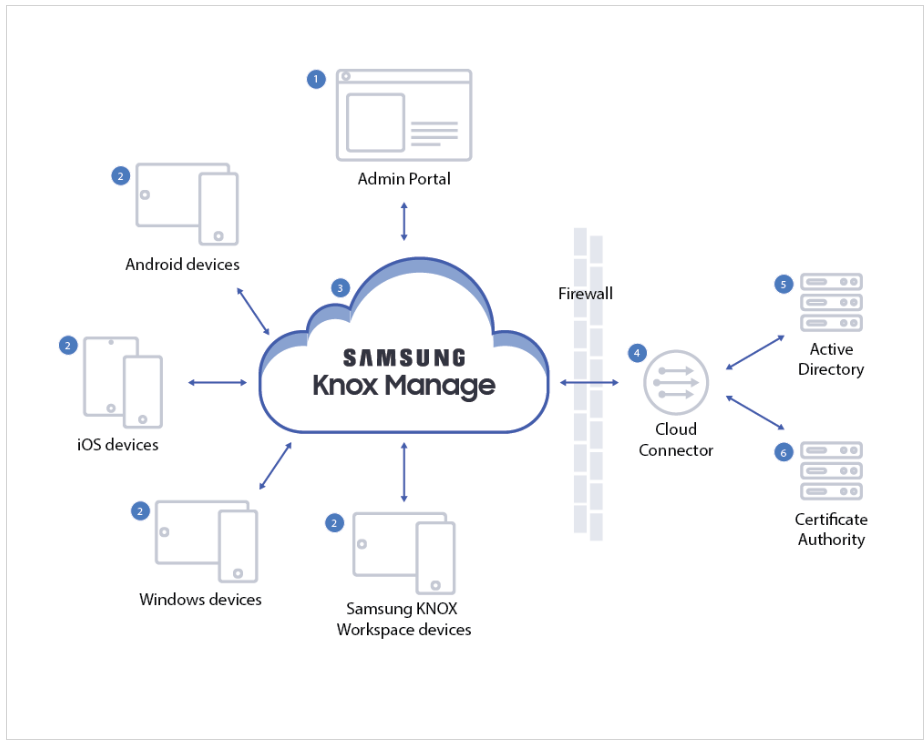 1
Admin Portal
2
Android devices
3
SAMSUNG
Knox Manage
Firewall
2
iOS devices
4
Cloud
Connector
5
Active
Directory
6
Certificate
Authority
2
Windows devices
2
Samsung KNOX
Workspace devices